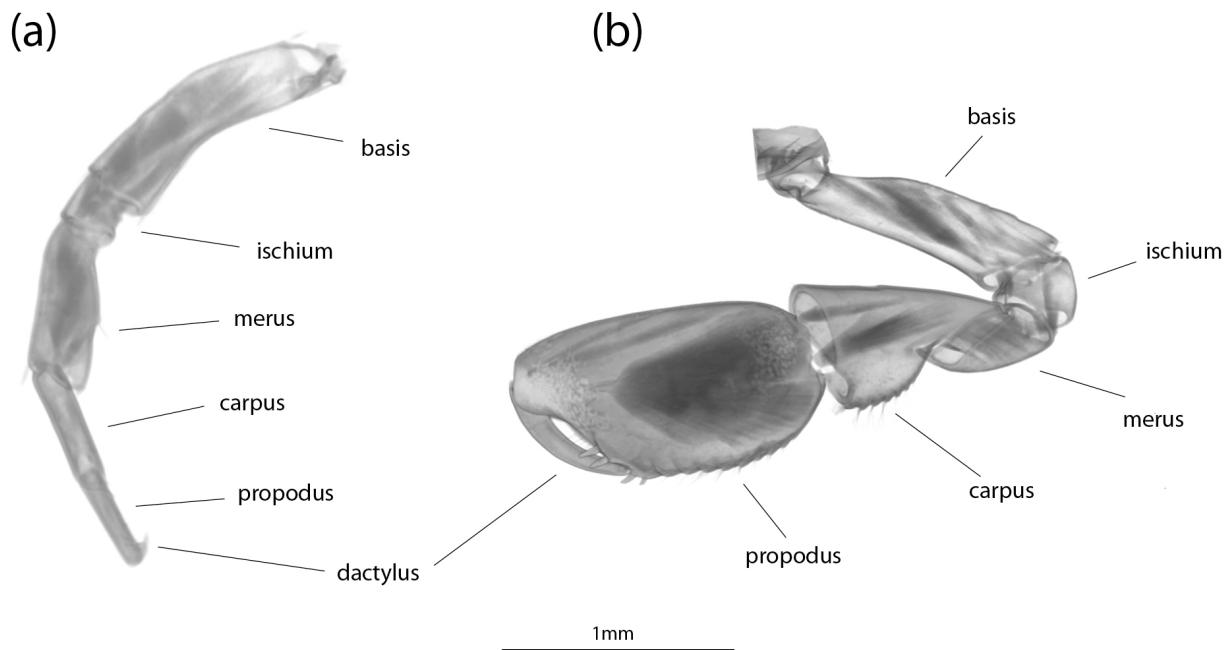 (a)
basis
ischium
merus
carpus
propodus
dactylus
(b)
basis
ischium
merus
carpus
propodus
1mm